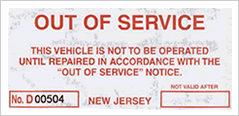 OUT OF SERVICE
THIS VEHICLE IS NOT TO BE OPERATED
UNTIL REPAIRED IN ACCORDANCE WITH THE
"OUT OF SERVICE" NOTICE.
NOT VALID AFTER
No. D 00504 NEW JERSEY